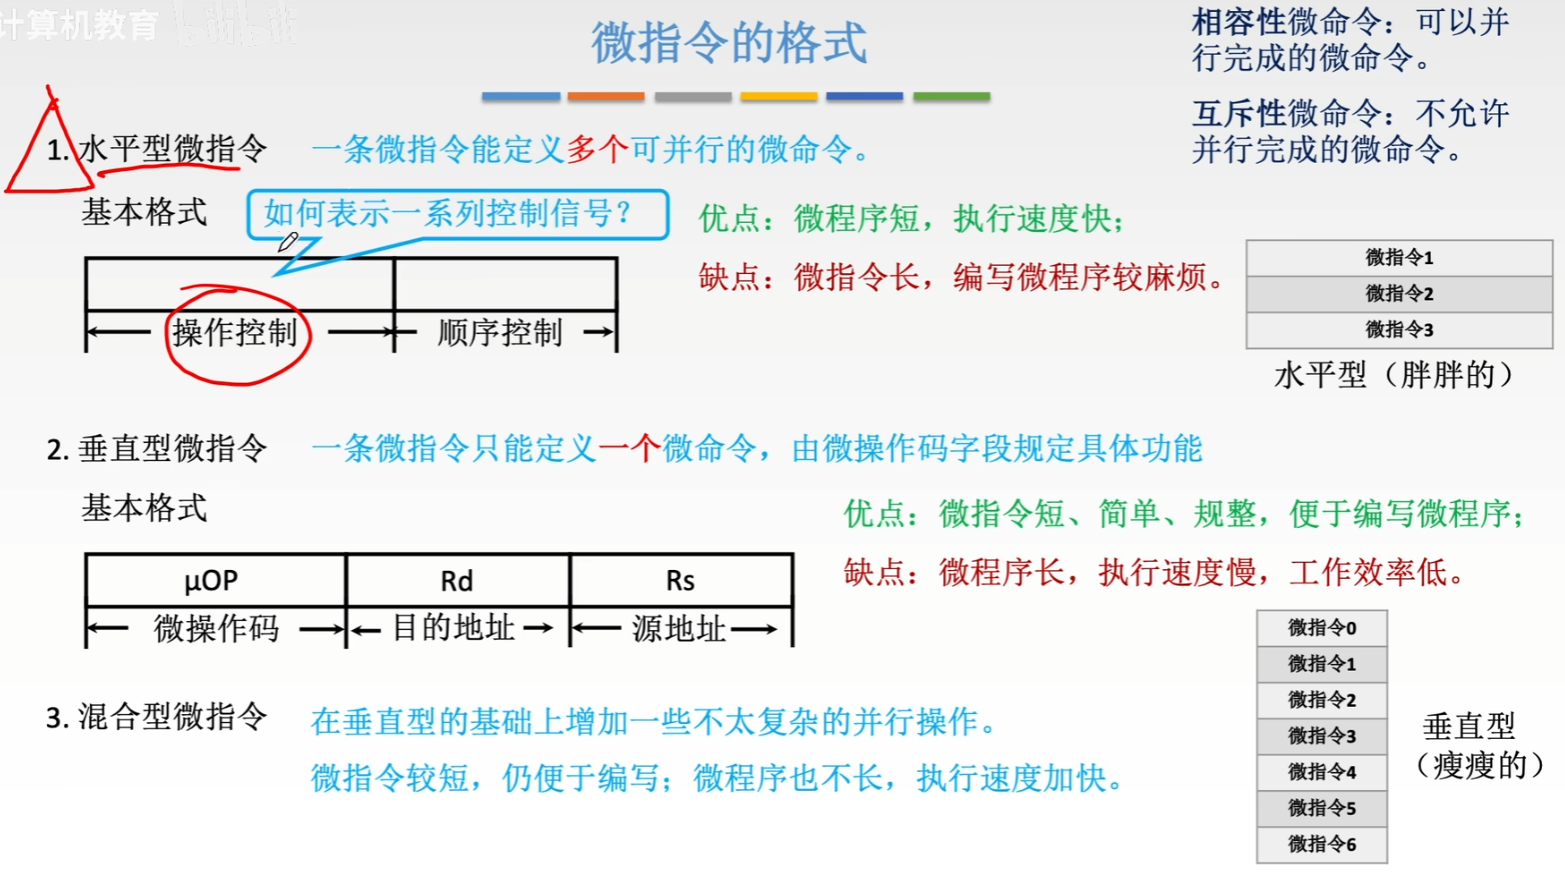 计算机教育 bilibili
微指令的格式
相容性微命令：可以并
行完成的微命令。
互斥性微命令：不允许
并行完成的微命令。
1. 水平型微指令 一条微指令能定义多个可并行的微命令。
基本格式 如何表示一系列控制信号？
优点：微程序短，执行速度快；
缺点：微指令长，编写微程序较麻烦。
操作控制 顺序控制
微指令1
微指令2
微指令3
水平型（胖胖的）
2. 垂直型微指令 一条微指令只能定义一个微命令，由微操作码字段规定具体功能
基本格式
优点：微指令短、简单、规整，便于编写微程序；
缺点：微程序长，执行速度慢，工作效率低。
μOP Rd Rs
微操作码 目的地址 源地址
微指令0
微指令1
微指令2
微指令3
微指令4
微指令5
微指令6
垂直型
（瘦瘦的）
3. 混合型微指令 在垂直型的基础上增加一些不太复杂的并行操作。
微指令较短，仍便于编写；微程序也不长，执行速度加快。